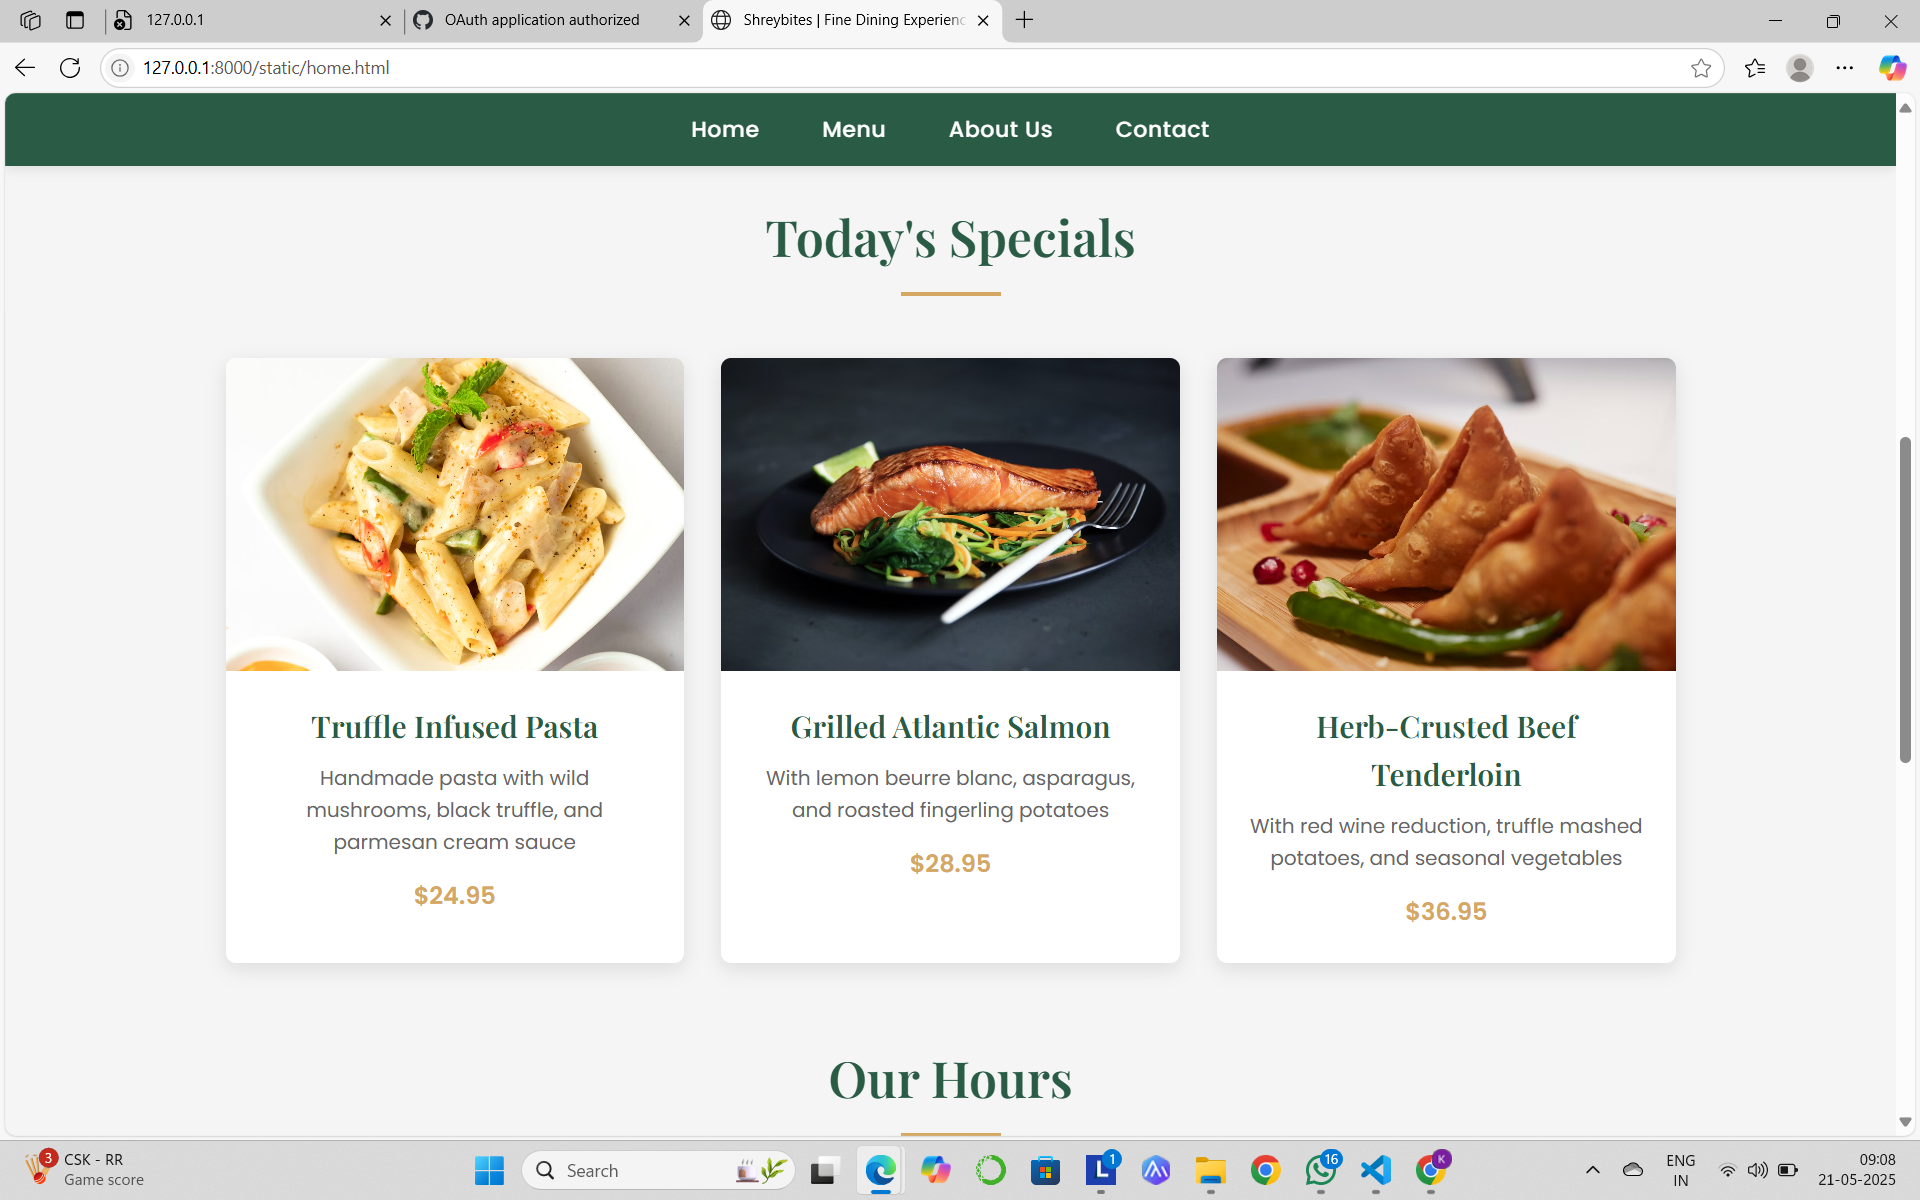 127.0.0.1
OAuth application authorized
Shreybites | Fine Dining Experienc
127.0.0.1:8000/static/home.html
Home Menu About Us Contact
Today's Specials
Truffle Infused Pasta
Handmade pasta with wild
mushrooms, black truffle, and
parmesan cream sauce
$24.95
Grilled Atlantic Salmon
With lemon beurre blanc, asparagus,
and roasted fingerling potatoes
$28.95
Herb-Crusted Beef
Tenderloin
With red wine reduction, truffle mashed
potatoes, and seasonal vegetables
$36.95
Our Hours
3
CSK - RR
Game score
Search
L
1
16
K
ENG
IN
09:08
21-05-2025